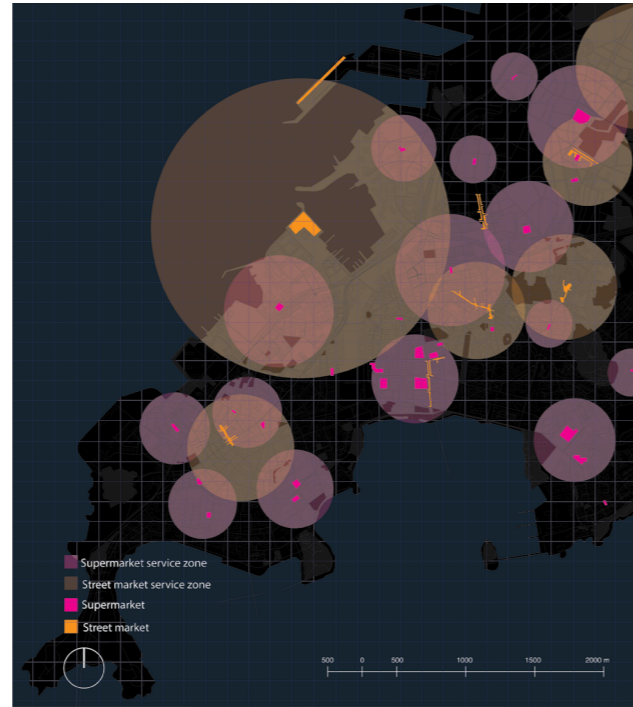 Supermarket service zone
Street market service zone
Supermarket
Street market
500 0 500 1000 1500 2000 m